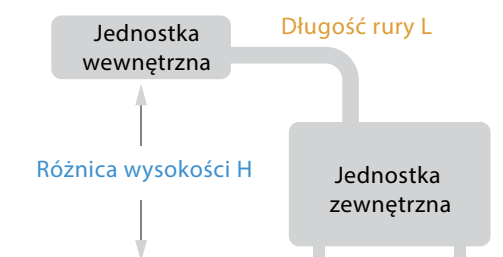 Jednostka
wewnętrzna
Długość rury L
Różnica wysokości H
Jednostka
zewnętrzna